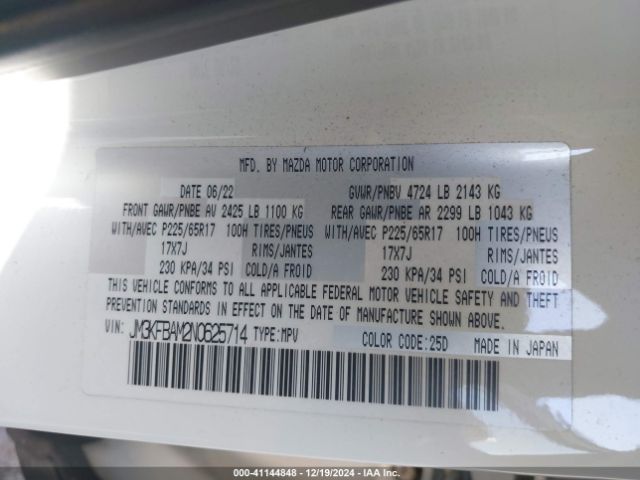 MFD. BY MAZDA MOTOR CORPORATION
DATE 06/22 GVWR/PNBV 4724 LB 2143 KG
FRONT GAWR/PNBE AV 2425 LB 1100 KG REAR GAWR/PNBE AR 2299 LB 1043 KG
WITH/AVEC P225/65R17 100H TIRES/PNEUS WITH/AVEC P225/65R17 100H TIRES/PNEUS
17X7J RIMS/JANTES 17X7J RIMS/JANTES
230 KPA/34 PSI COLD/A FROID 230 KPA/34 PSI COLD/A FROID
THIS VEHICLE CONFORMS TO ALL APPLICABLE FEDERAL MOTOR VEHICLE SAFETY AND THEFT
PREVENTION STANDARDS IN EFFECT ON THE DATE OF MANUFACTURE SHOWN ABOVE.
VIN: JM3KFBAM2N0625714 TYPE:MPV COLOR CODE:25D MADE IN JAPAN
000-41144848 - 12/19/2024 - IAA Inc.